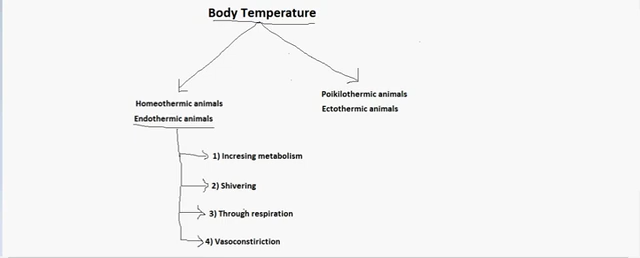 Body Temperature
Homeothermic animals
Endothermic animals
Poikilothermic animals
Ectothermic animals
1) Incresing metabolism
2) Shivering
3) Through respiration
4) Vasoconstiriction